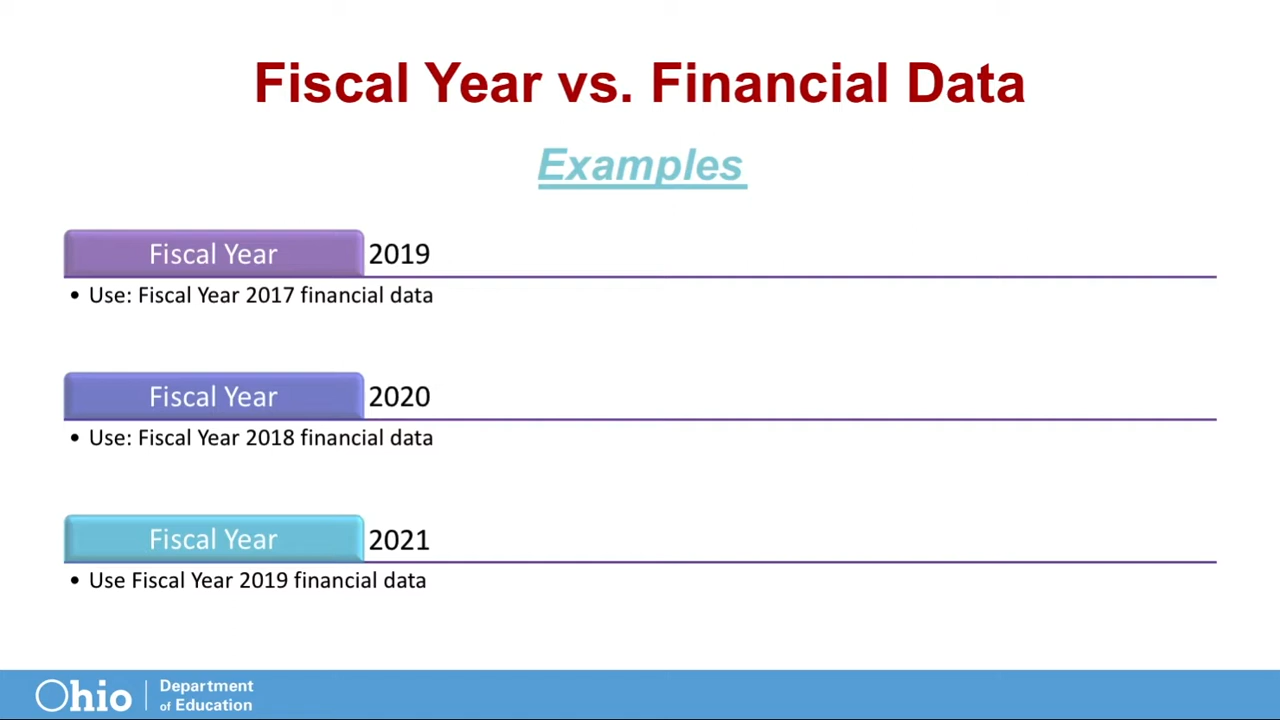 Fiscal Year vs. Financial Data
Examples
Fiscal Year 2019
• Use: Fiscal Year 2017 financial data
Fiscal Year 2020
• Use: Fiscal Year 2018 financial data
Fiscal Year 2021
• Use Fiscal Year 2019 financial data
Ohio
Department
of Education